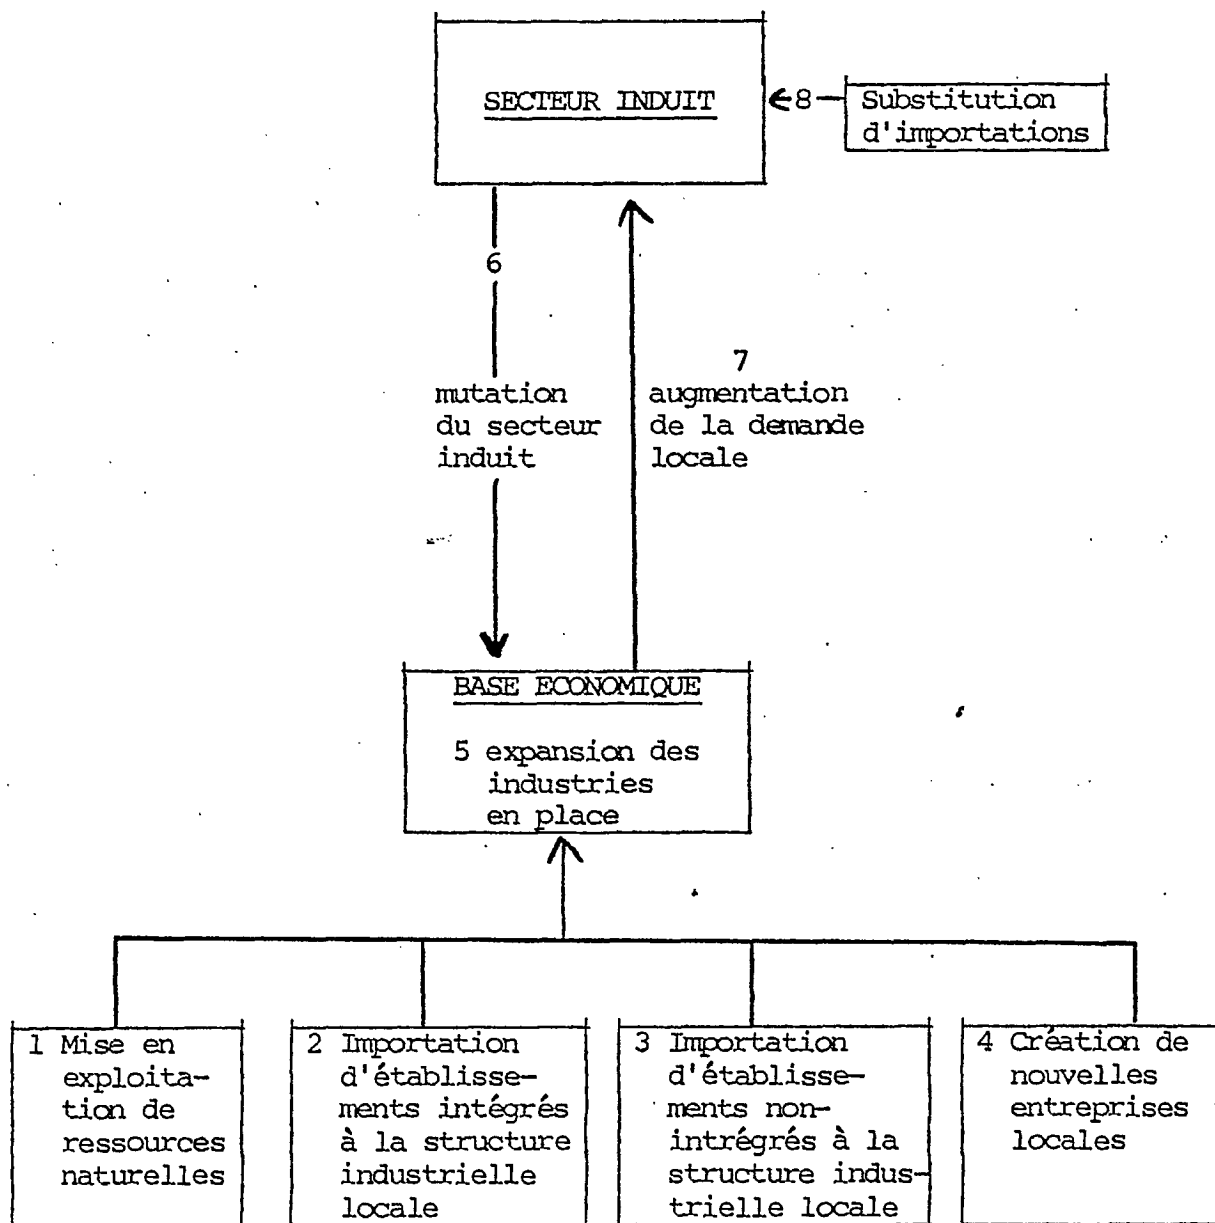 SECTEUR INDUIT
8
Substitution
d'importations
6
mutation
du secteur
induit
7
augmentation
de la demande
locale
BASE ECONOMIQUE
5 expansion des
industries
en place
1 Mise en
exploita-
tion de
ressources
naturelles
2 Importation
d'établisse-
ments intégrés
à la structure
industrielle
locale
3 Importation
d'établisse-
ments non-
intrégrés à la
structure indus-
trielle locale
4 Création de
nouvelles
entreprises
locales